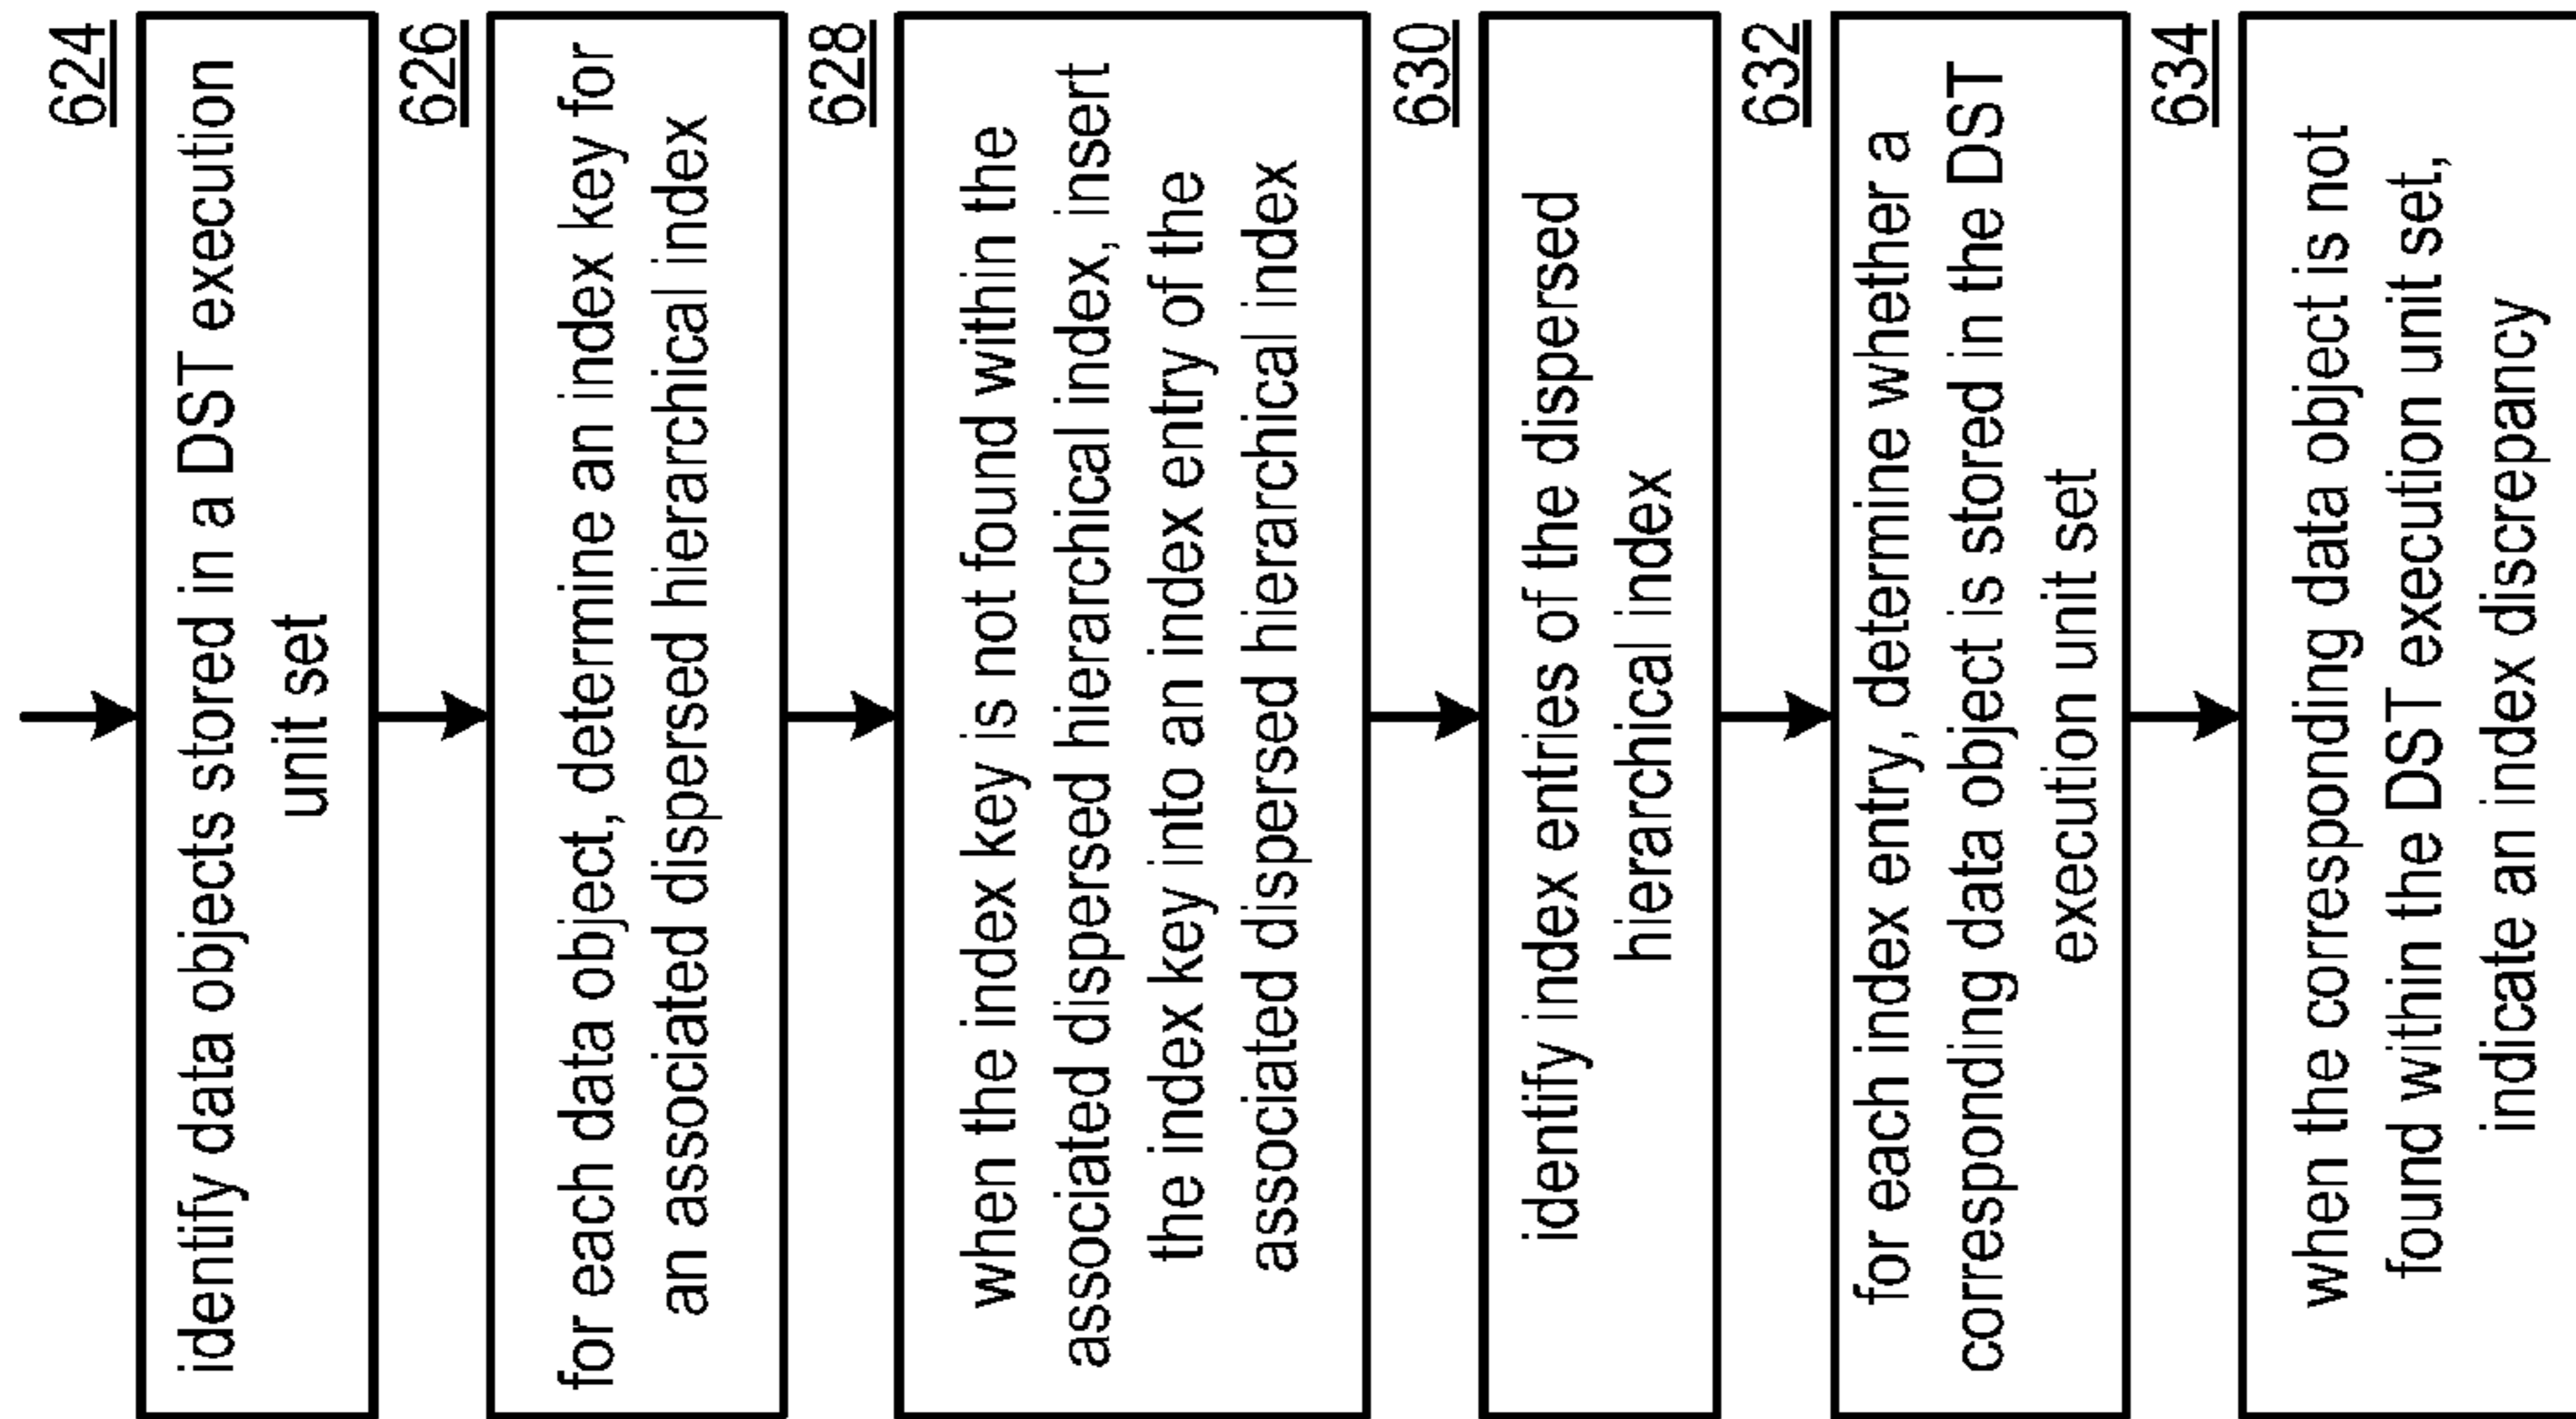 624
identify data objects stored in a DST execution
unit set
626
for each data object, determine an index key for
an associated dispersed hierarchical index
628
when the index key is not found within the
associated dispersed hierarchical index, insert
the index key into an index entry of the
associated dispersed hierarchical index
630
identify index entries of the dispersed
hierarchical index
632
for each index entry, determine whether a
corresponding data object is stored in the DST
execution unit set
634
when the corresponding data object is not
found within the DST execution unit set,
indicate an index discrepancy